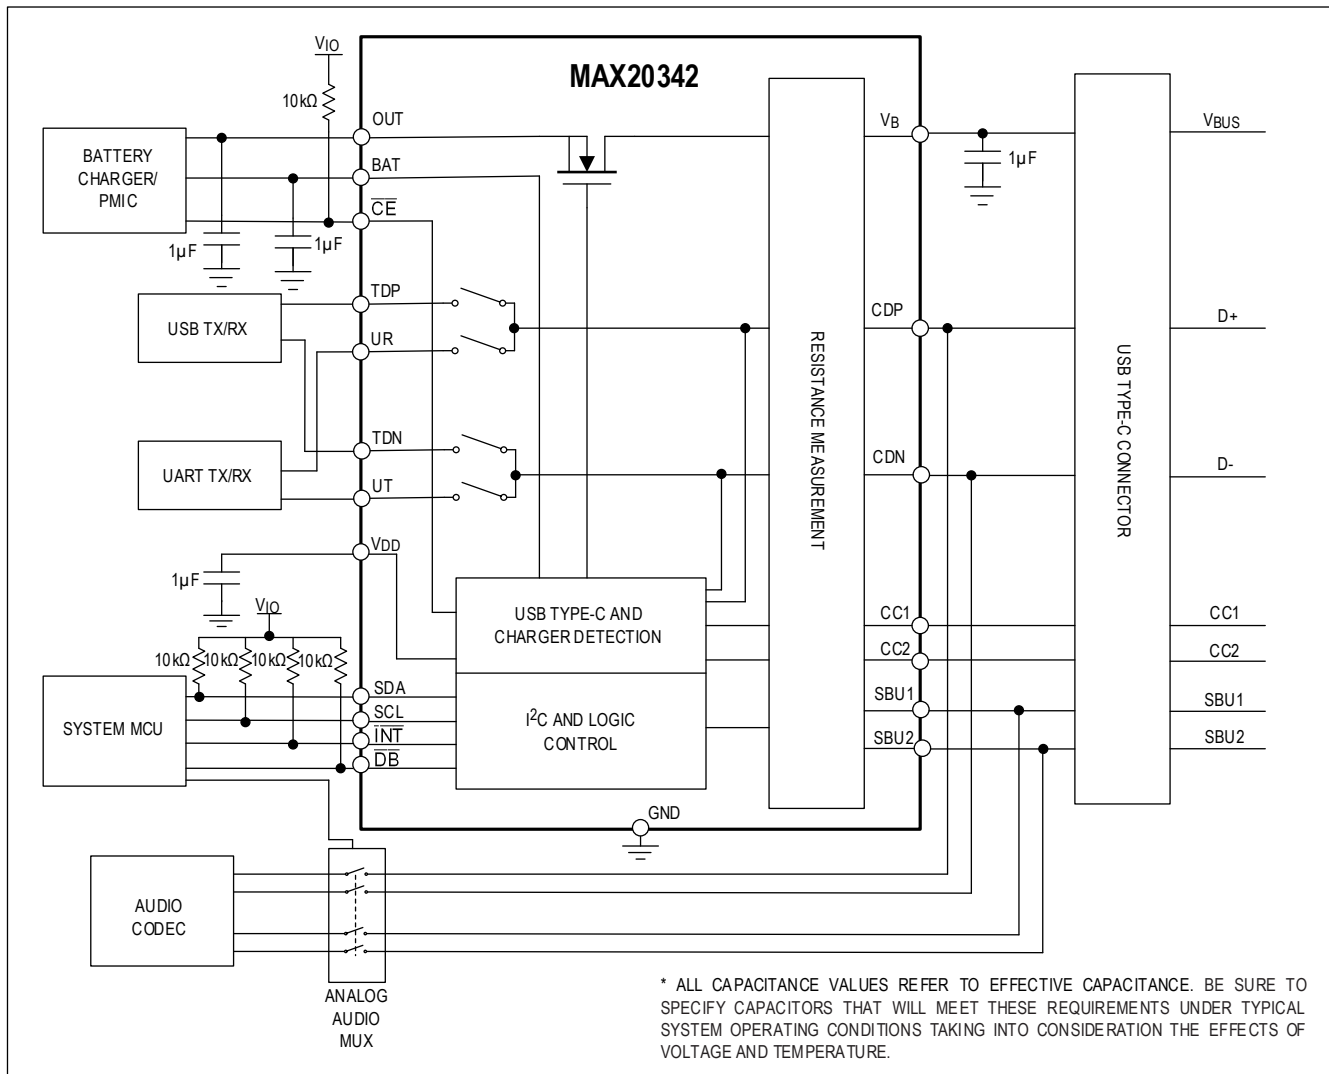 MAX20342
VIO
10kΩ
OUT
BAT
CE
BATTERY
CHARGER/
PMIC
1µF
1µF
VB
1µF
VBUS
TDP
UR
USB TX/RX
CDP
D+
TDN
UT
UART TX/RX
CDN
D-
RESISTANCE MEASUREMENT
USB TYPE-C CONNECTOR
VDD
1µF
VIO
10kΩ 10kΩ 10kΩ 10kΩ
USB TYPE-C AND
CHARGER DETECTION
CC1
CC1
CC2
CC2
SYSTEM MCU
SDA
SCL
INT
DB
I²C AND LOGIC
CONTROL
SBU1
SBU1
SBU2
SBU2
GND
AUDIO
CODEC
ANALOG
AUDIO
MUX
* ALL CAPACITANCE VALUES REFER TO EFFECTIVE CAPACITANCE. BE SURE TO
SPECIFY CAPACITORS THAT WILL MEET THESE REQUIREMENTS UNDER TYPICAL
SYSTEM OPERATING CONDITIONS TAKING INTO CONSIDERATION THE EFFECTS OF
VOLTAGE AND TEMPERATURE.